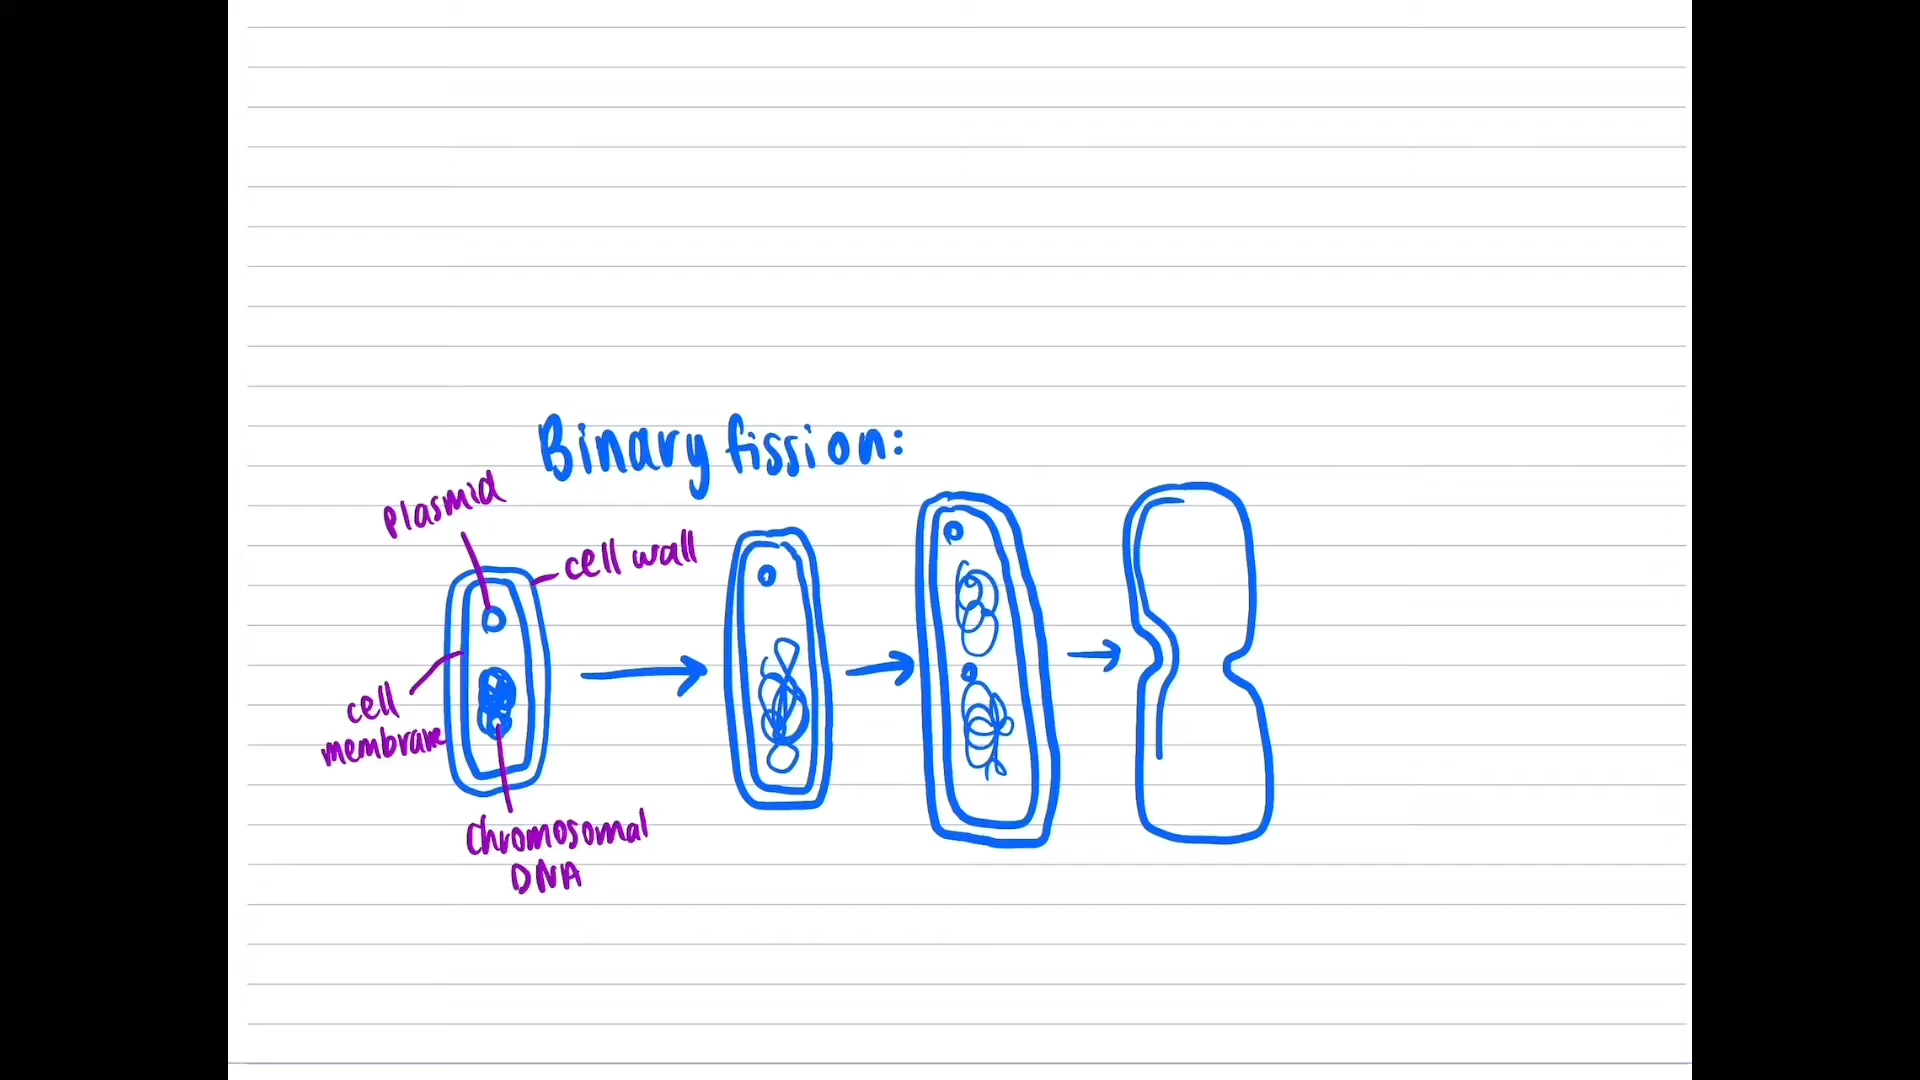 Binary fission:
plasmid
cell wall
cell
membrane
Chromosomal
DNA